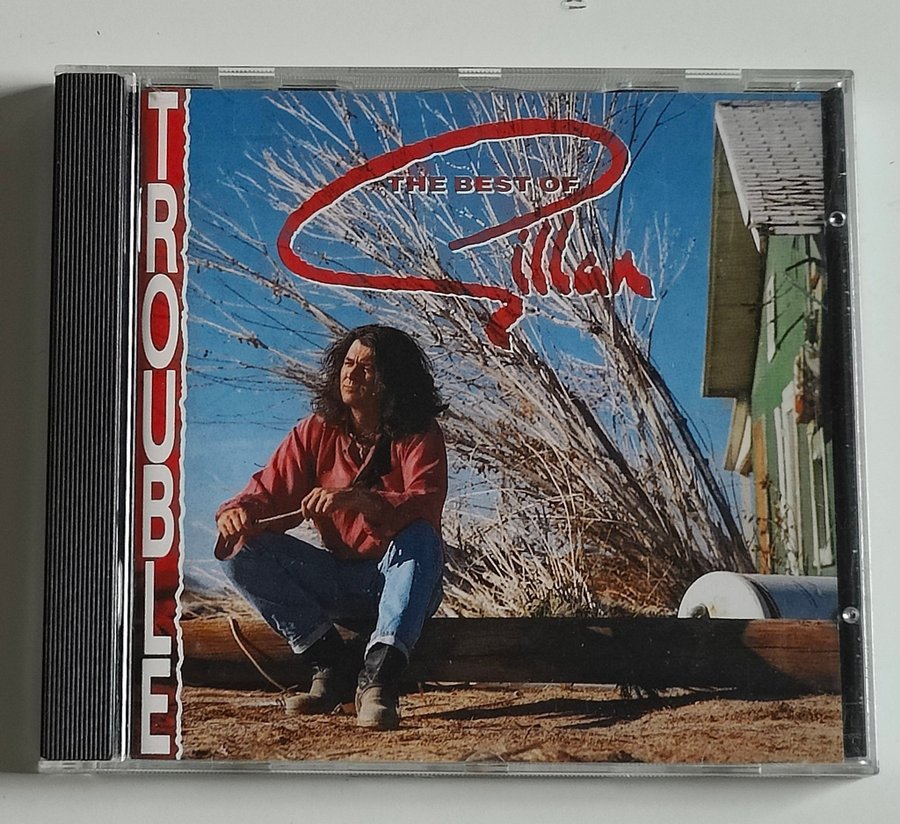 TROUBLE
THE BEST OF
Gillan